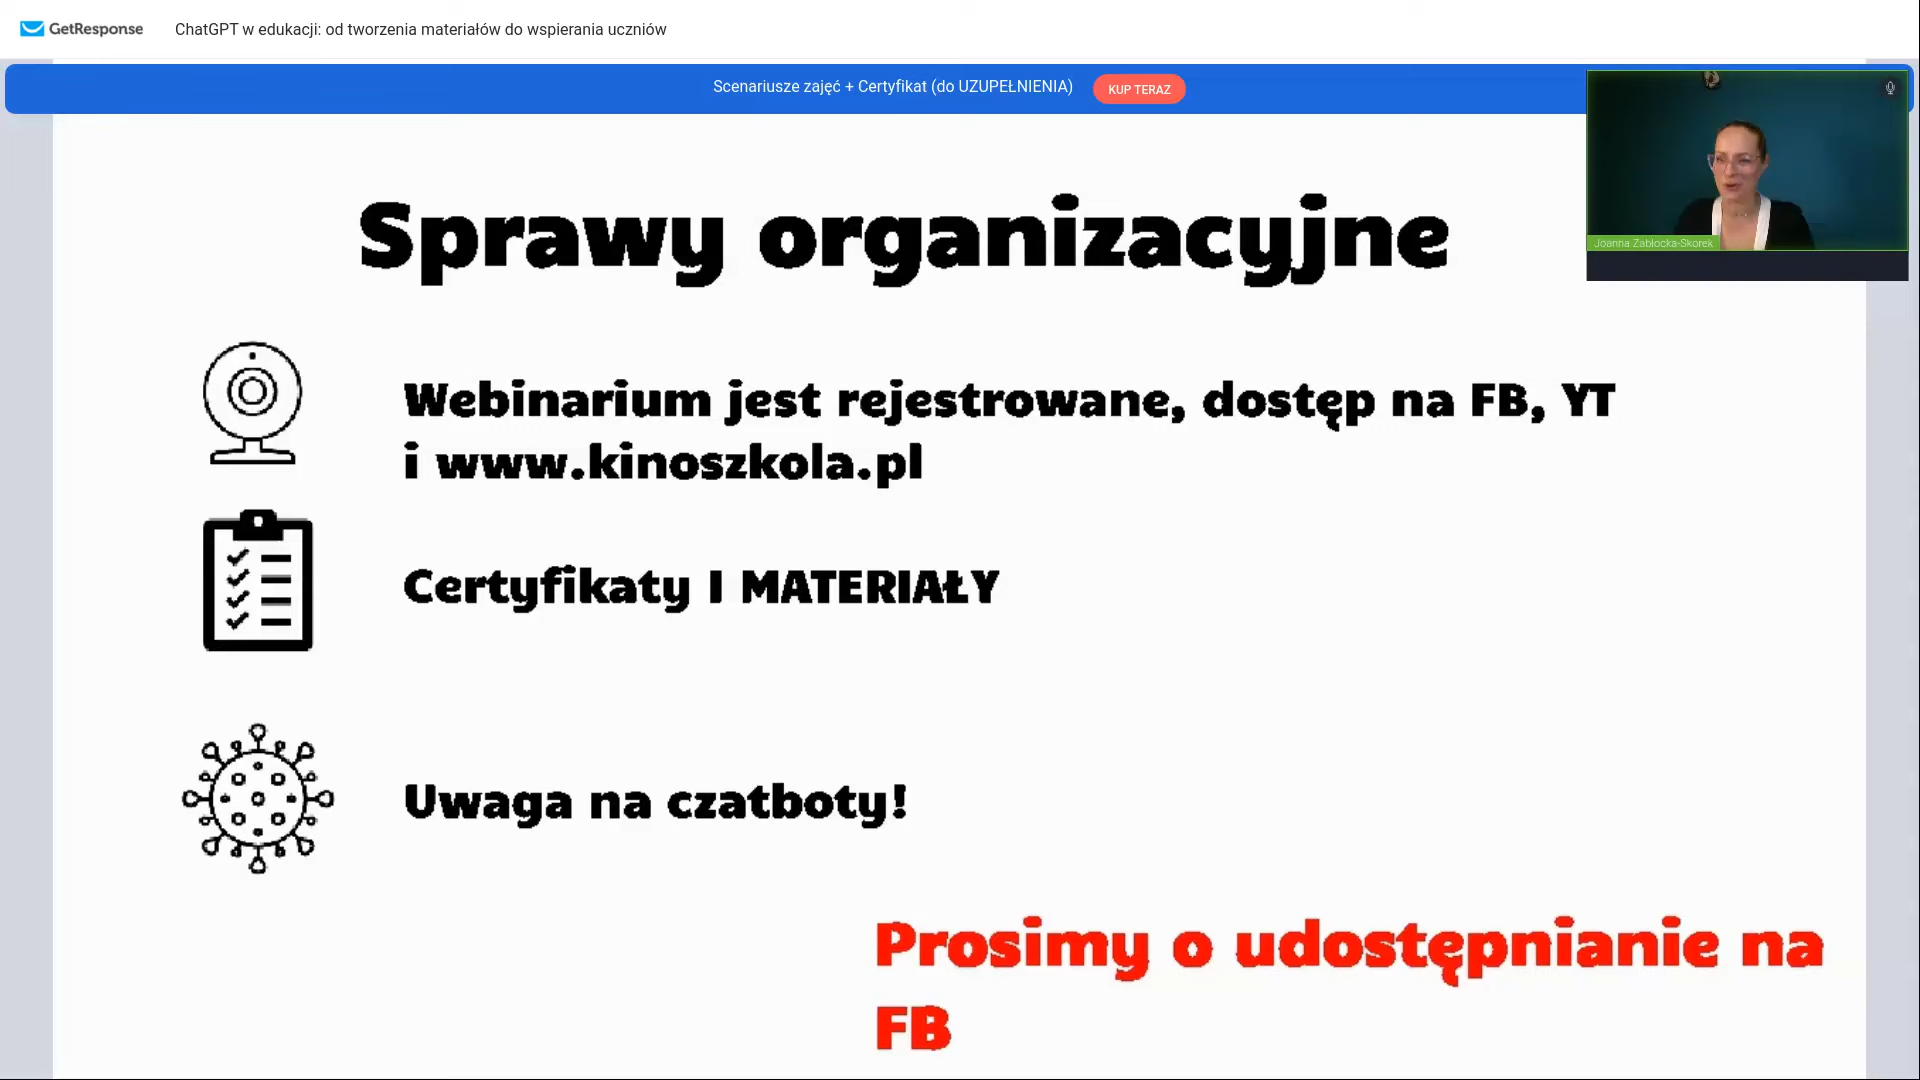 GetResponse
ChatGPT w edukacji: od tworzenia materiałów do wspierania uczniów
Scenariusze zajęć + Certyfikat (do UZUPEŁNIENIA)
KUP TERAZ
Joanna Zabłocka-Skorek
Sprawy organizacyjne
Webinarium jest rejestrowane, dostęp na FB, YT
i www.kinoszkola.pl
Certyfikaty I MATERIAŁY
Uwaga na czatboty!
Prosimy o udostępnianie na
FB